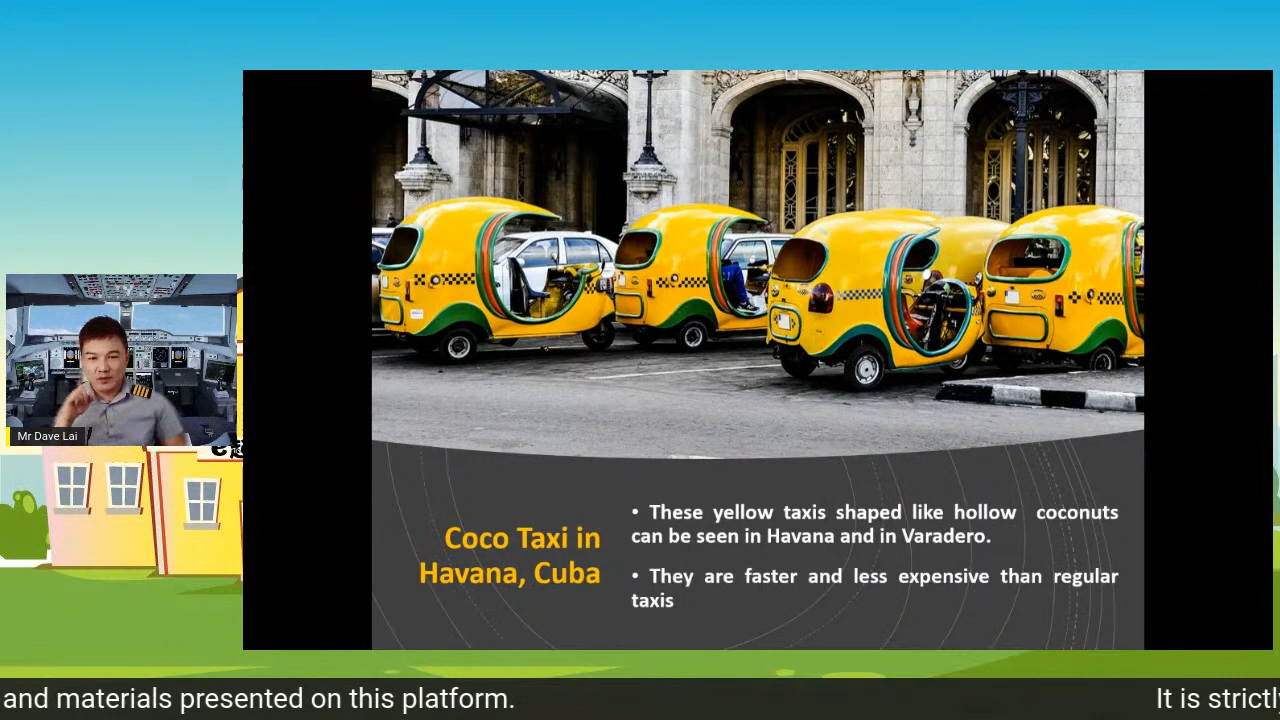 Mr Dave Lai
Coco Taxi in
Havana, Cuba
• These yellow taxis shaped like hollow coconuts
can be seen in Havana and in Varadero.
• They are faster and less expensive than regular
taxis
and materials presented on this platform.
It is strictly